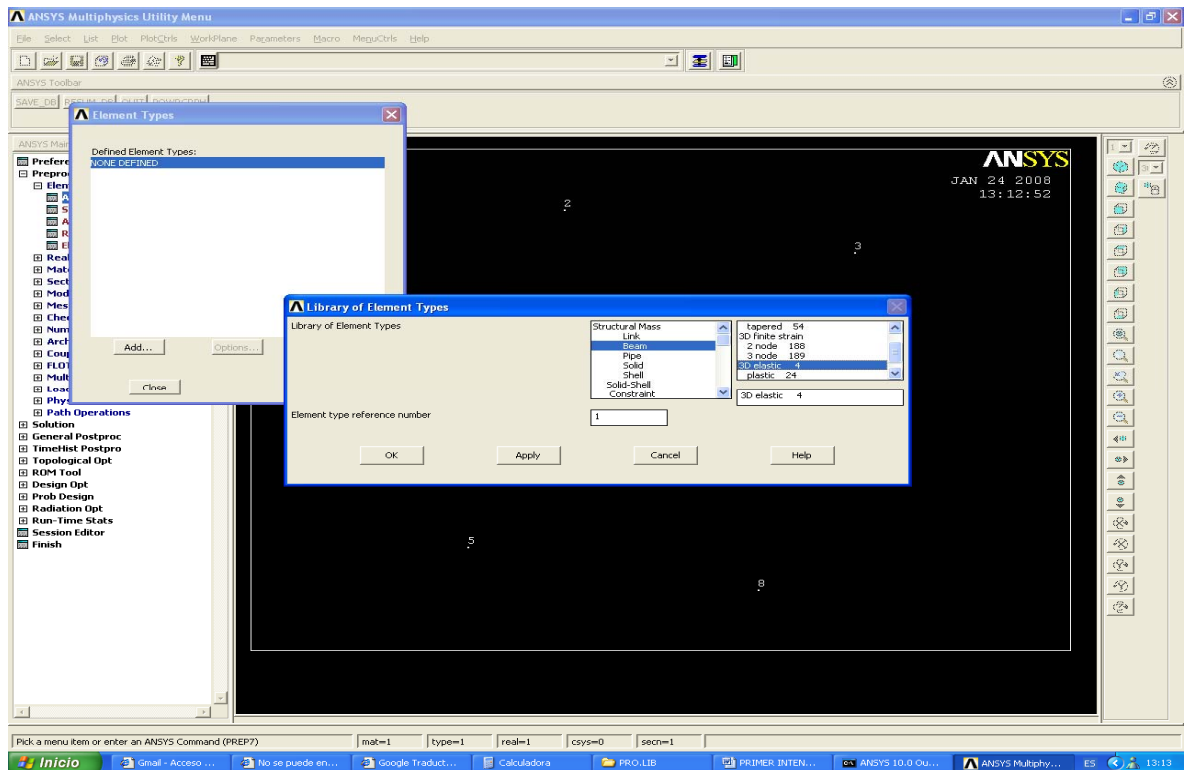 ANSYS Multiphysics Utility Menu
File Select List Plot PlotCtrls WorkPlane Parameters Macro MenuCtrls Help
ANSYS Toolbar
SAVE_DB RESUM_DB QUIT POWRGRPH
Element Types
Defined Element Types:
NONE DEFINED
Add... Options...
Close
ANSYS Mai
Prefere
Prepro
Elen
A
S
A
R
E
Real
Mate
Sect
Mod
Mes
Chec
Num
Arch
Coup
FLOT
Mult
Load
Phys
Path Operations
Solution
General Postproc
TimeHist Postpro
Topological Opt
ROM Tool
Design Opt
Prob Design
Radiation Opt
Run-Time Stats
Session Editor
Finish
ANSYS
JAN 24 2008
13:12:52
2
3
Library of Element Types
Library of Element Types
Structural Mass
Link
Beam
Pipe
Solid
Shell
Solid-Shell
Constraint
tapered 54
3D finite strain
2 node 188
3 node 189
3D elastic 4
plastic 24
3D elastic 4
Element type reference number
1
OK Apply Cancel Help
5
8
Pick a menu item or enter an ANSYS Command (PREP7) mat=1 type=1 real=1 csys=0 secn=1
Inicio Gmail - Acceso ... No se puede en... Google Traduct... Calculadora PRO.LIB PRIMER INTEN... ANSYS 10.0 Ou... ANSYS Multiphy... ES 13:13